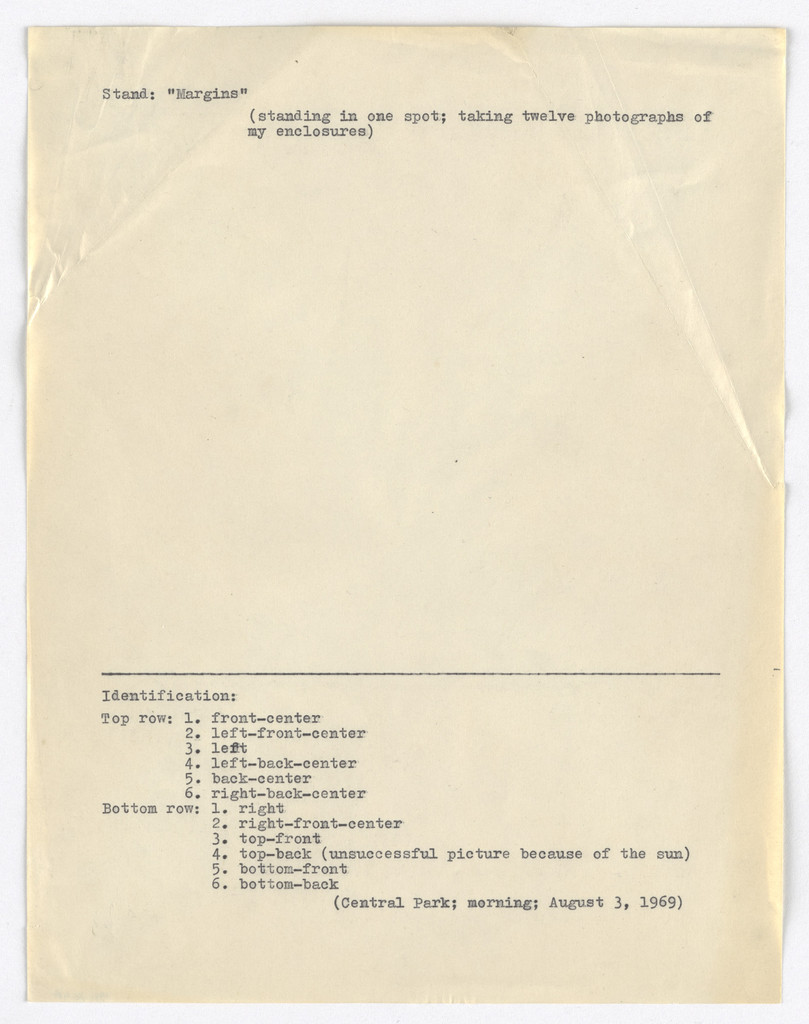 Stand: "Margins"
(standing in one spot; taking twelve photographs of
my enclosures)
Identification:
Top row: 1. front-center
2. left-front-center
3. left
4. left-back-center
5. back-center
6. right-back-center
Bottom row: 1. right
2. right-front-center
3. top-front
4. top-back (unsuccessful picture because of the sun)
5. bottom-front
6. bottom-back
(Central Park; morning; August 3, 1969)